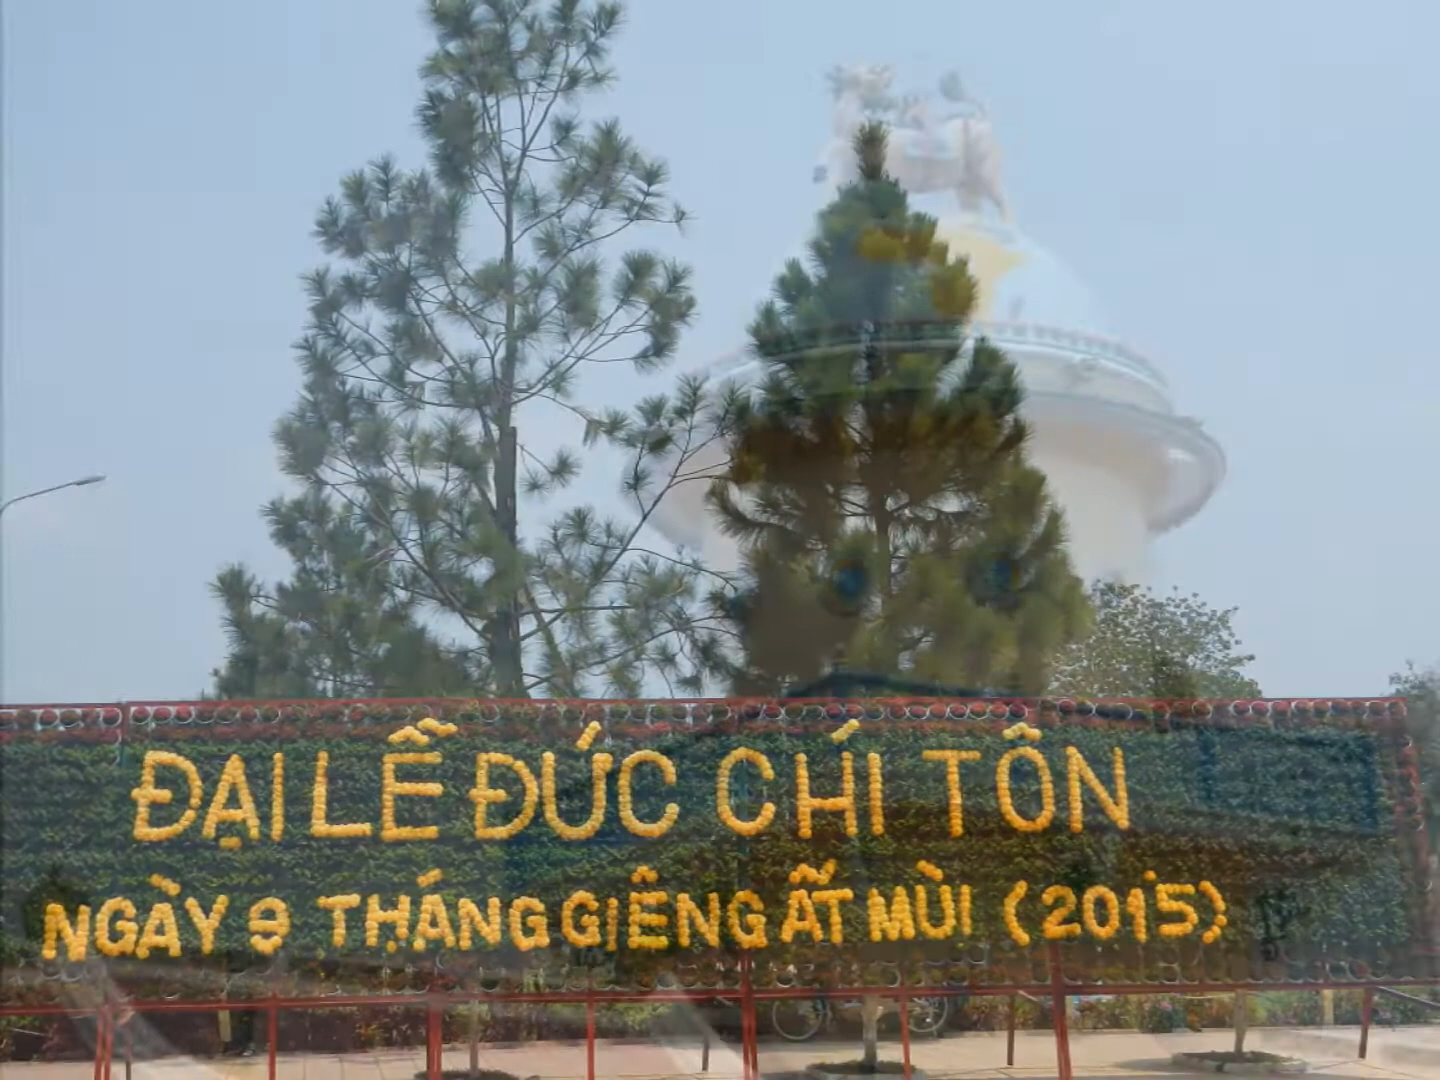 ĐẠI LỄ ĐỨC CHÍ TÔN
NGÀY 9 THÁNG GIÊNG ẤT MÙI (2015)